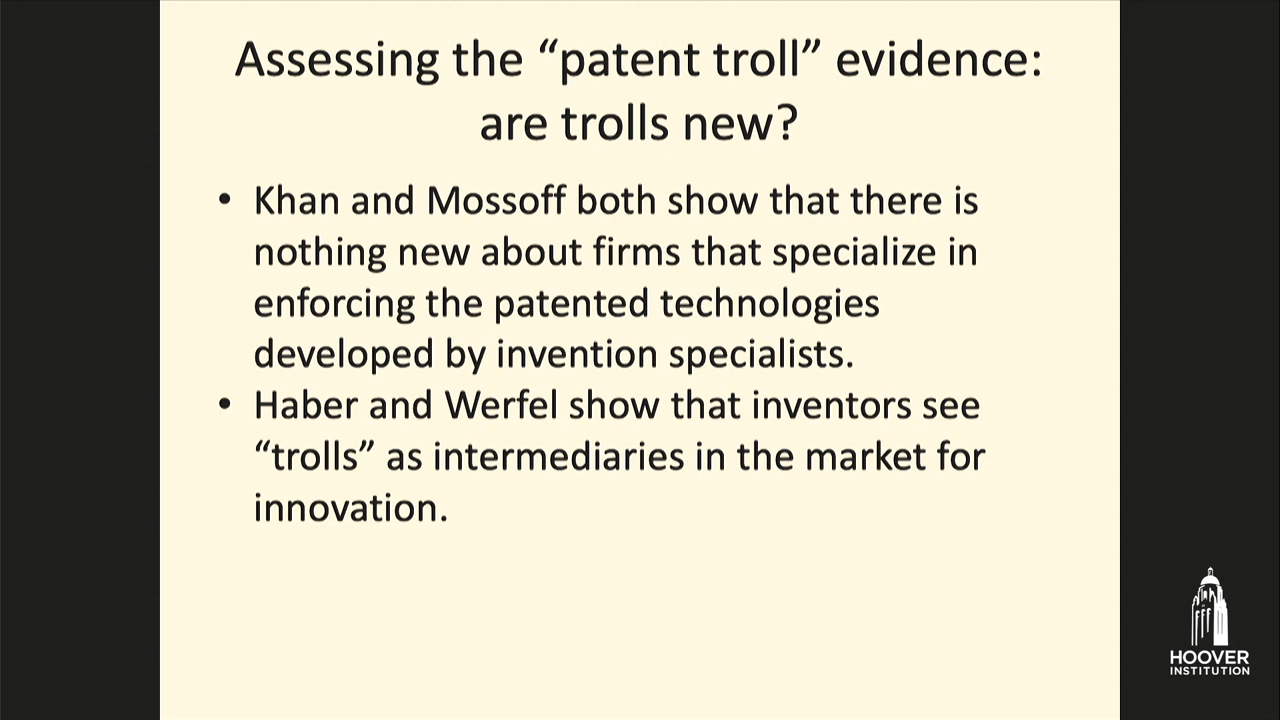 Assessing the “patent troll” evidence:
are trolls new?
• Khan and Mossoff both show that there is
nothing new about firms that specialize in
enforcing the patented technologies
developed by invention specialists.
• Haber and Werfel show that inventors see
“trolls” as intermediaries in the market for
innovation.
HOOVER
INSTITUTION